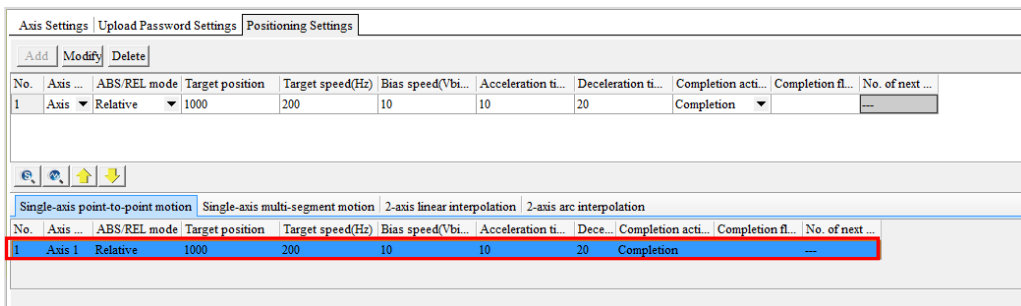 Axis Settings Upload Password Settings Positioning Settings
Add Modify Delete
No. Axis ... ABS/REL mode Target position Target speed(Hz) Bias speed(Vbi... Acceleration ti... Deceleration ti... Completion acti... Completion fl... No. of next ...
1 Axis Relative 1000 200 10 10 20 Completion ---
Single-axis point-to-point motion Single-axis multi-segment motion 2-axis linear interpolation 2-axis arc interpolation
No. Axis ... ABS/REL mode Target position Target speed(Hz) Bias speed(Vbi... Acceleration ti... Dece... Completion acti... Completion fl... No. of next ...
1 Axis 1 Relative 1000 200 10 10 20 Completion ---